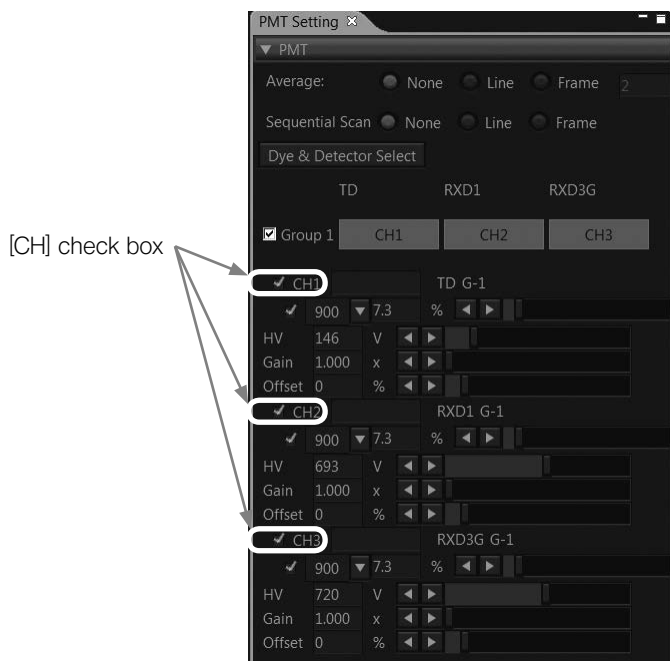 PMT Setting
PMT
Average: None Line Frame 2
Sequential Scan None Line Frame
Dye & Detector Select
TD RXD1 RXD3G
Group 1 CH1 CH2 CH3
[CH] check box
CH1 TD G-1
900 7.3 %
HV 146 V
Gain 1.000 x
Offset 0 %
CH2 RXD1 G-1
900 7.3 %
HV 693 V
Gain 1.000 x
Offset 0 %
CH3 RXD3G G-1
900 7.3 %
HV 720 V
Gain 1.000 x
Offset 0 %